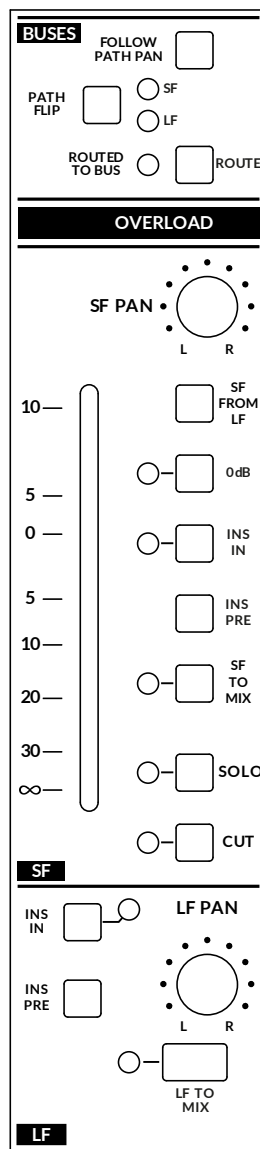 BUSES
FOLLOW
PATH PAN
PATH
FLIP
SF
LF
ROUTED
TO BUS
ROUTE
OVERLOAD
SF PAN
L R
SF
FROM
LF
10
0dB
5
0
INS
IN
5
INS
PRE
10
SF
TO
MIX
20
30
SOLO
∞
CUT
SF
INS
IN
LF PAN
INS
PRE
L R
LF TO
MIX
LF